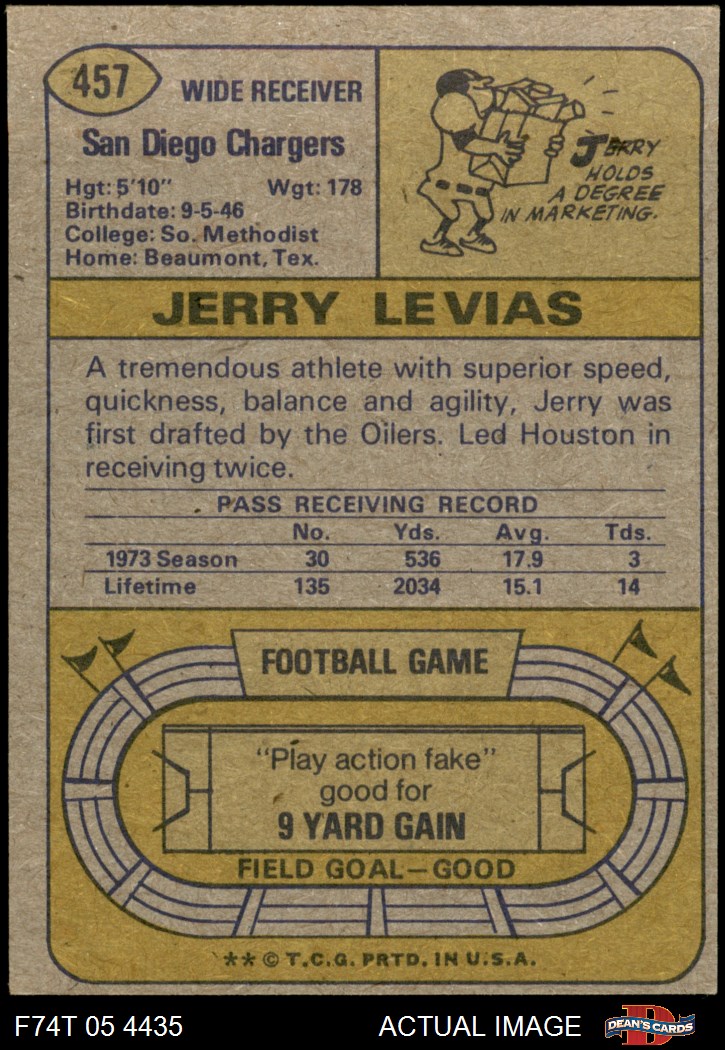 457
WIDE RECEIVER
San Diego Chargers
Hgt: 5'10" Wgt: 178
Birthdate: 9-5-46
College: So. Methodist
Home: Beaumont, Tex.
JERRY
HOLDS
A DEGREE
IN MARKETING.
JERRY LEVIAS
A tremendous athlete with superior speed,
quickness, balance and agility, Jerry was
first drafted by the Oilers. Led Houston in
receiving twice.
PASS RECEIVING RECORD
No. Yds. Avg. Tds.
1973 Season 30 536 17.9 3
Lifetime 135 2034 15.1 14
FOOTBALL GAME
"Play action fake"
good for
9 YARD GAIN
FIELD GOAL—GOOD
** © T.C.G. PRTD. IN U.S.A.
F74T 05 4435 ACTUAL IMAGE
D
DEAN'S CARDS